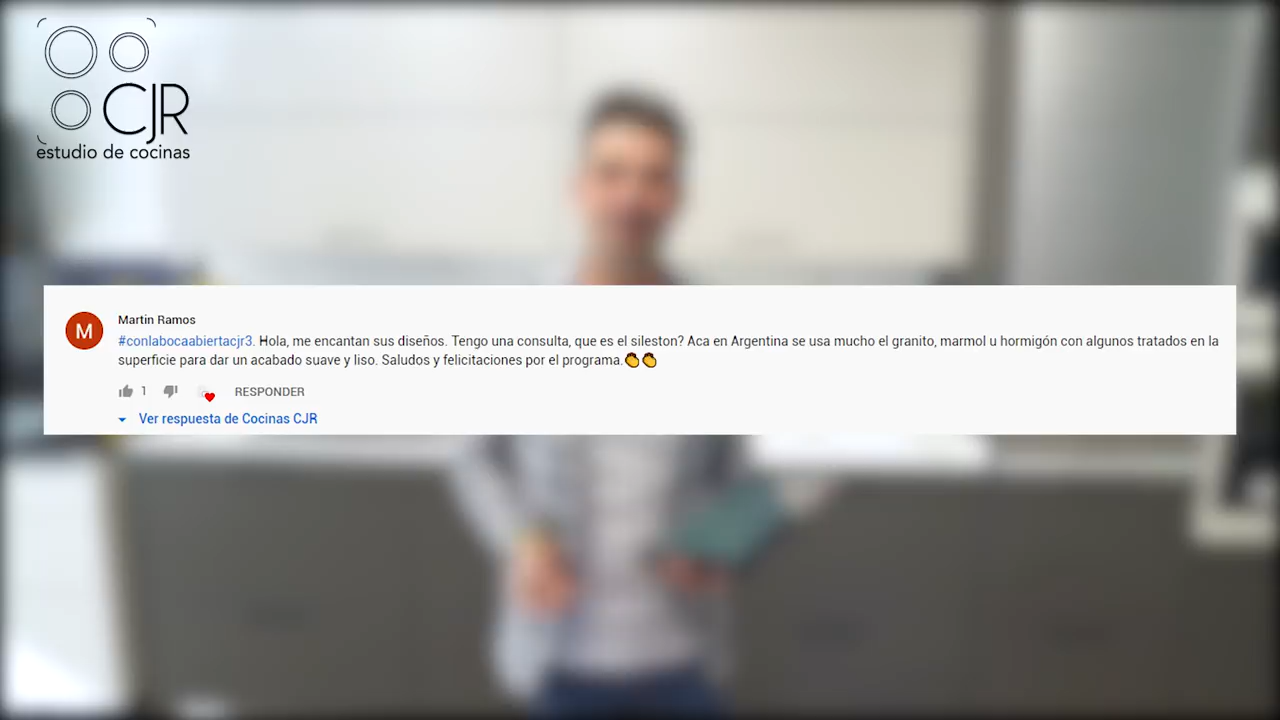 CJR
estudio de cocinas
Martin Ramos
#conlabocaabiertacjr3. Hola, me encantan sus diseños. Tengo una consulta, que es el sileston? Aca en Argentina se usa mucho el granito, marmol u hormigón con algunos tratados en la
superficie para dar un acabado suave y liso. Saludos y felicitaciones por el programa.👏👏
1 RESPONDER
Ver respuesta de Cocinas CJR